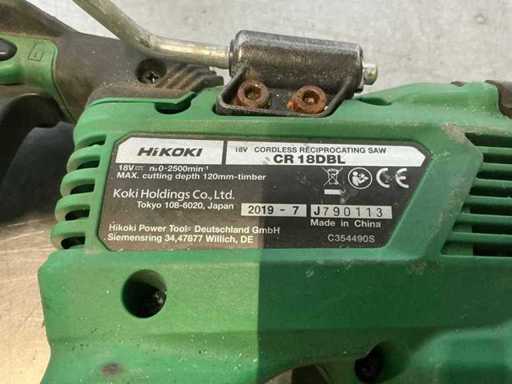 HiKOKI
18V CORDLESS RECIPROCATING SAW
CR 18DBL
18V⎓ n₀ 0-2500min⁻¹
MAX. cutting depth 120mm-timber
Koki Holdings Co., Ltd.
Tokyo 108-6020, Japan
2019 - 7 J790113
Made in China
Hikoki Power Tools Deutschland GmbH
Siemensring 34,47877 Willich, DE
C354490S